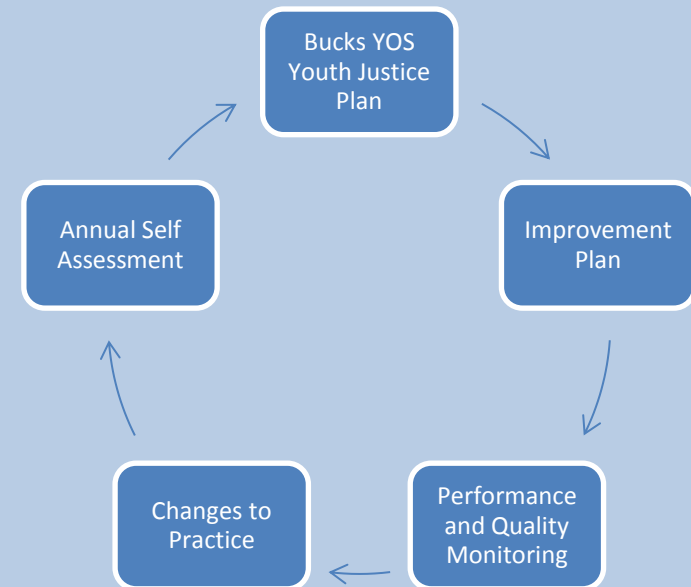 Bucks YOS
Youth Justice
Plan
Improvement
Plan
Performance
and Quality
Monitoring
Changes to
Practice
Annual Self
Assessment